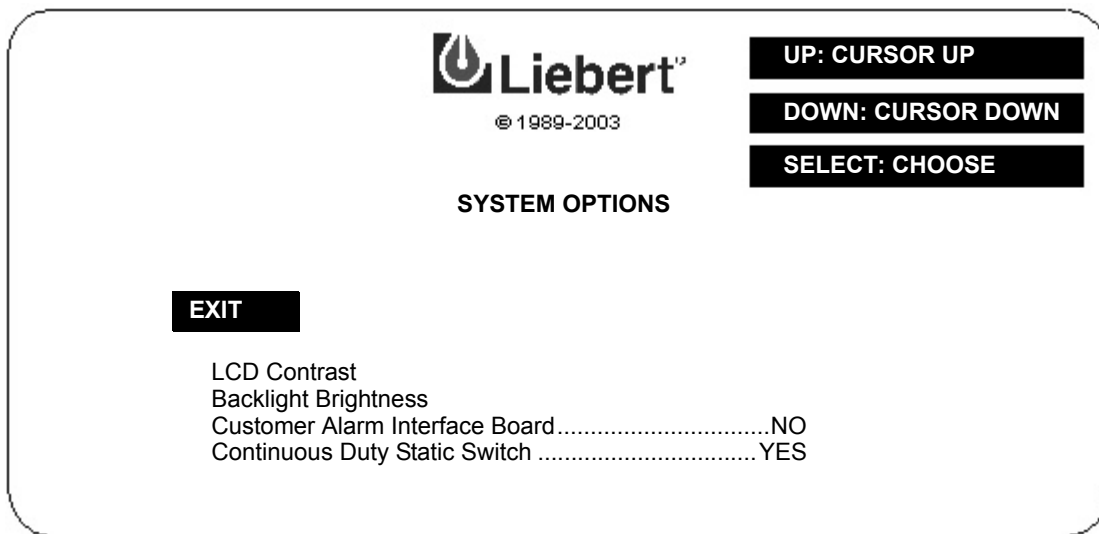 Liebert
© 1989-2003
UP: CURSOR UP
DOWN: CURSOR DOWN
SELECT: CHOOSE
SYSTEM OPTIONS
EXIT
LCD Contrast
Backlight Brightness
Customer Alarm Interface Board................................NO
Continuous Duty Static Switch .................................YES